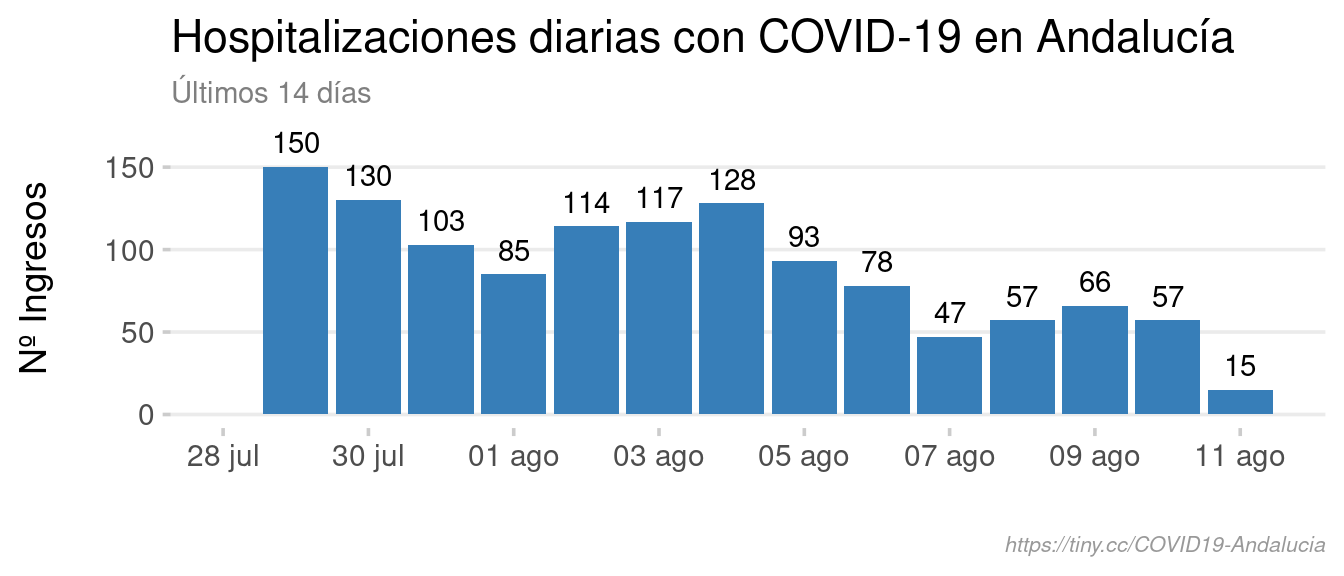 Hospitalizaciones diarias con COVID-19 en Andalucía
Últimos 14 días
Nº Ingresos
150
100
50
0
150
130
103
85
114
117
128
93
78
47
57
66
57
15
28 jul
30 jul
01 ago
03 ago
05 ago
07 ago
09 ago
11 ago
https://tiny.cc/COVID19-Andalucia